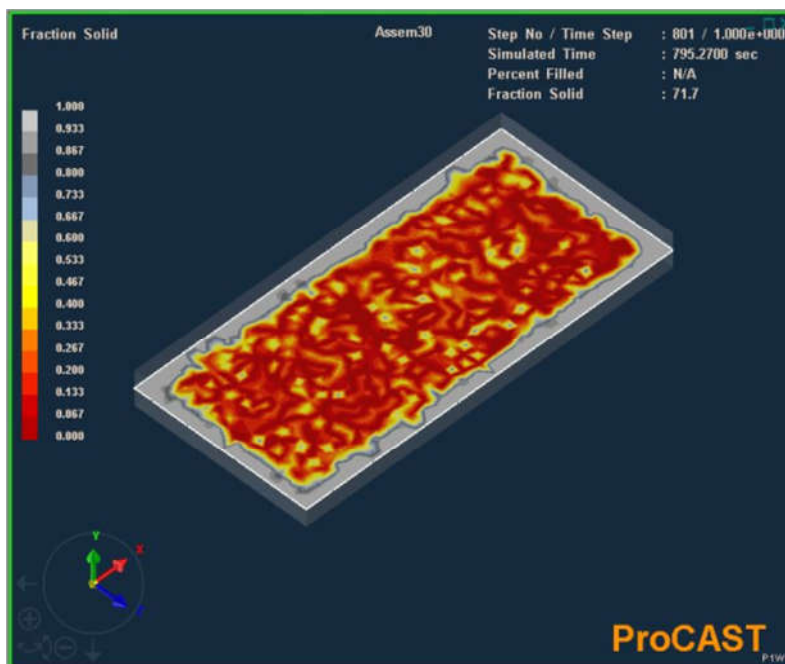 Fraction Solid
Assem30
Step No / Time Step : 801 / 1.000e+000
Simulated Time : 795.2700 sec
Percent Filled : N/A
Fraction Solid : 71.7
1.000
0.933
0.867
0.800
0.733
0.667
0.600
0.533
0.467
0.400
0.333
0.267
0.200
0.133
0.067
0.000
Y
X
ProCAST